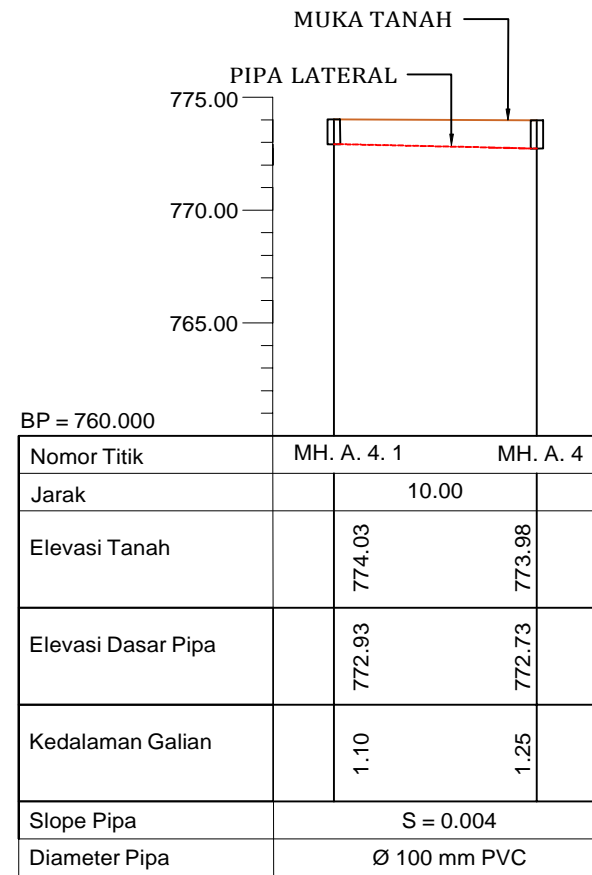 MUKA TANAH
PIPA LATERAL
775.00
770.00
765.00
BP = 760.000
Nomor Titik MH. A. 4. 1 MH. A. 4
Jarak 10.00
Elevasi Tanah 774.03 773.98
Elevasi Dasar Pipa 772.93 772.73
Kedalaman Galian 1.10 1.25
Slope Pipa S = 0.004
Diameter Pipa Ø 100 mm PVC